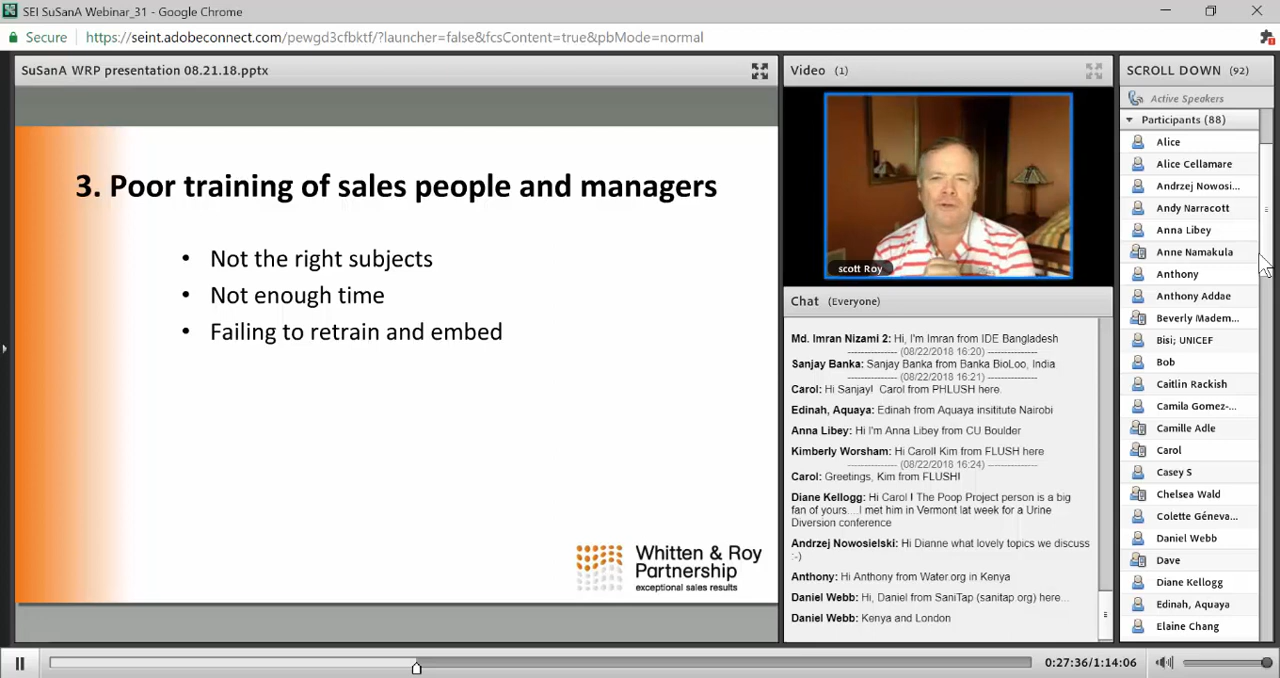 SEI SuSanA Webinar_31 - Google Chrome
Secure
https://seint.adobeconnect.com/pewgd3cfbktf/?launcher=false&fcsContent=true&pbMode=normal
SuSanA WRP presentation 08.21.18.pptx
3. Poor training of sales people and managers
• Not the right subjects
• Not enough time
• Failing to retrain and embed
Whitten & Roy
Partnership
exceptional sales results
Video (1)
scott Roy
Chat (Everyone)
Md. Imran Nizami 2: Hi, I'm Imran from IDE Bangladesh
--------------- (08/22/2018 16:20) ---------------
Sanjay Banka: Sanjay Banka from Banka BioLoo, India
--------------- (08/22/2018 16:21) ---------------
Carol: Hi Sanjay! Carol from PHLUSH here.
Edinah, Aquaya: Edinah from Aquaya insititute Nairobi
Anna Libey: Hi I'm Anna Libey from CU Boulder
Kimberly Worsham: Hi Carol! Kim from FLUSH here
--------------- (08/22/2018 16:24) ---------------
Carol: Greetings, Kim from FLUSH!
Diane Kellogg: Hi Carol ! The Poop Project person is a big
fan of yours....I met him in Vermont lat week for a Urine
Diversion conference
Andrzej Nowosielski: Hi Dianne what lovely topics we discuss
:-)
Anthony: Hi Anthony from Water.org in Kenya
Daniel Webb: Hi, Daniel from SaniTap (sanitap org) here...
Daniel Webb: Kenya and London
SCROLL DOWN (92)
Active Speakers
Participants (88)
Alice
Alice Cellamare
Andrzej Nowosi...
Andy Narracott
Anna Libey
Anne Namakula
Anthony
Anthony Addae
Beverly Madem...
Bisi; UNICEF
Bob
Caitlin Rackish
Camila Gomez-...
Camille Adle
Carol
Casey S
Chelsea Wald
Colette Géneva...
Daniel Webb
Dave
Diane Kellogg
Edinah, Aquaya
Elaine Chang
0:27:36/1:14:06